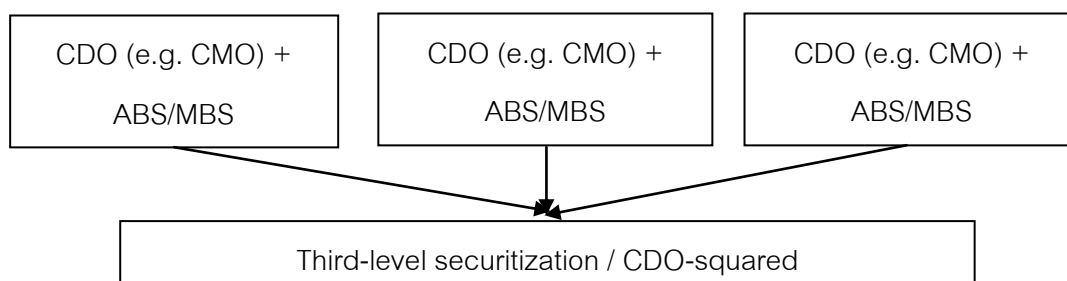 CDO (e.g. CMO) +
ABS/MBS
CDO (e.g. CMO) +
ABS/MBS
CDO (e.g. CMO) +
ABS/MBS
Third-level securitization / CDO-squared